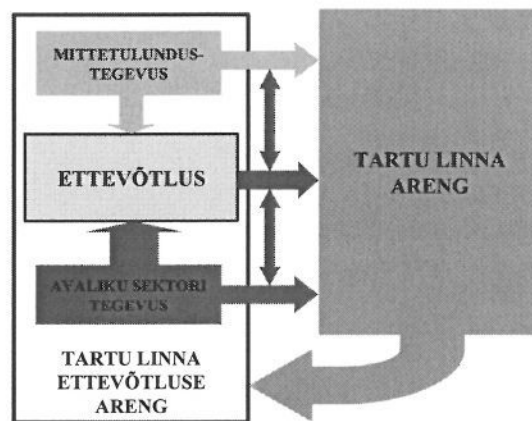 MITTETULUNDUS-
TEGEVUS
ETTEVÕTLUS
AVALIKU SEKTORI
TEGEVUS
TARTU LINNA
ETTEVÕTLUSE
ARENG
TARTU LINNA
ARENG